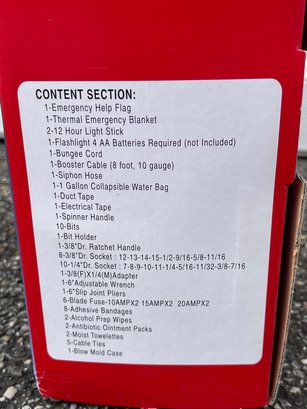 CONTENT SECTION:
1-Emergency Help Flag
1-Thermal Emergency Blanket
2-12 Hour Light Stick
1-Flashlight 4 AA Batteries Required (not Included)
1-Bungee Cord
1-Booster Cable (8 foot, 10 gauge)
1-Siphon Hose
1-1 Gallon Collapsible Water Bag
1-Duct Tape
1-Electrical Tape
1-Spinner Handle
10-Bits
1-Bit Holder
1-3/8"Dr. Ratchet Handle
8-3/8"Dr. Socket : 12-13-14-15-1/2-9/16-5/8-11/16
10-1/4"Dr. Socket : 7-8-9-10-11-1/4-5/16-11/32-3/8-7/16
1-3/8(F)X1/4(M)Adapter
1-6"Adjustable Wrench
1-6"Slip Joint Pliers
6-Blade Fuse-10AMPX2 15AMPX2 20AMPX2
8-Adhesive Bandages
2-Alcohol Prep Wipes
2-Antibiotic Ointment Packs
2-Moist Towelettes
5-Cable Ties
1-Blow Mold Case